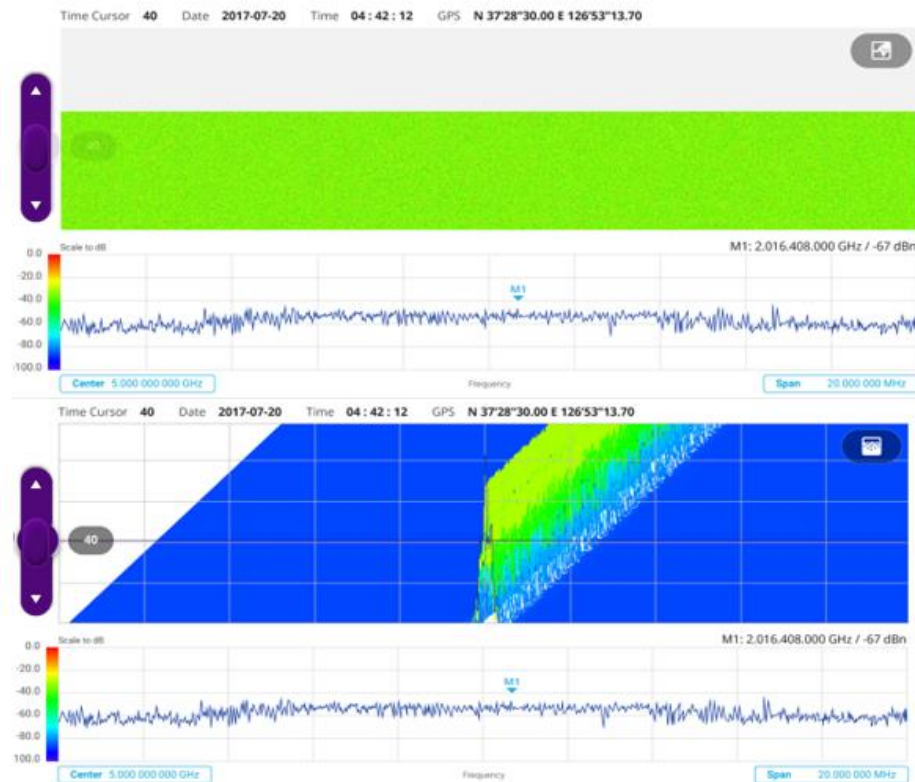 Time Cursor 40 Date 2017-07-20 Time 04 : 42 : 12 GPS N 37'28"30.00 E 126'53"13.70
40
Scale to dB M1: 2.016.408.000 GHz / -67 dBn
0.0
-20.0
M1
-40.0
-60.0
-80.0
-100.0
Center 5.000 000 000 GHz Frequency Span 20.000 000 MHz
Time Cursor 40 Date 2017-07-20 Time 04 : 42 : 12 GPS N 37'28"30.00 E 126'53"13.70
40
Scale to dB M1: 2.016.408.000 GHz / -67 dBn
0.0
-20.0
M1
-40.0
-60.0
-80.0
100.0
Center 5.000 000 000 GHz Frequency Span 20.000 000 MHz